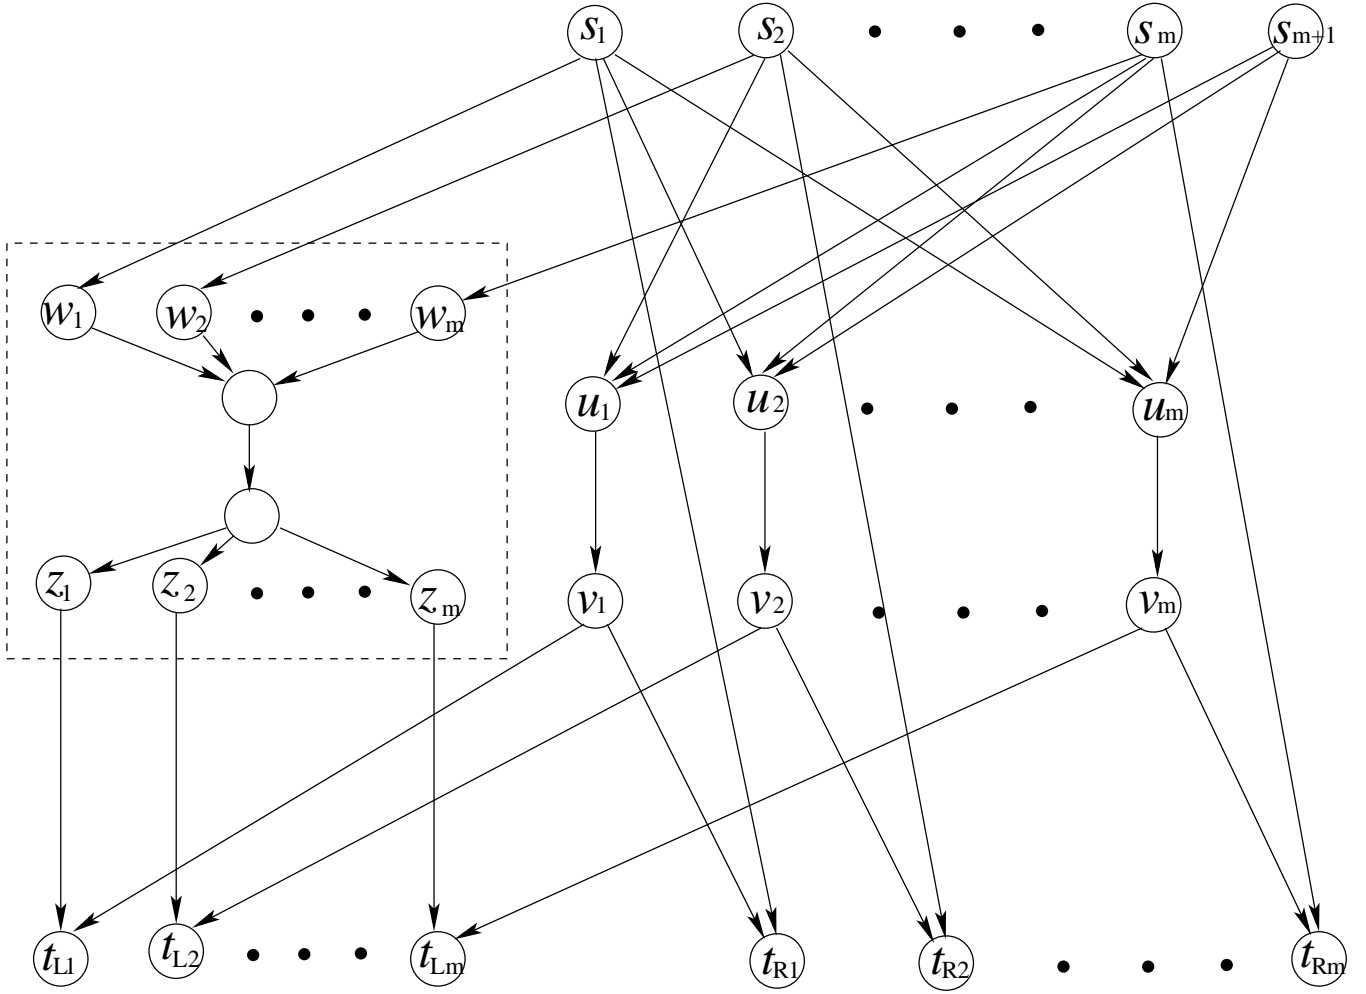 s1 s2 sm sm+1
w1 w2 wm
u1 u2 um
z1 z2 zm
v1 v2 vm
tL1 tL2 tLm tR1 tR2 tRm